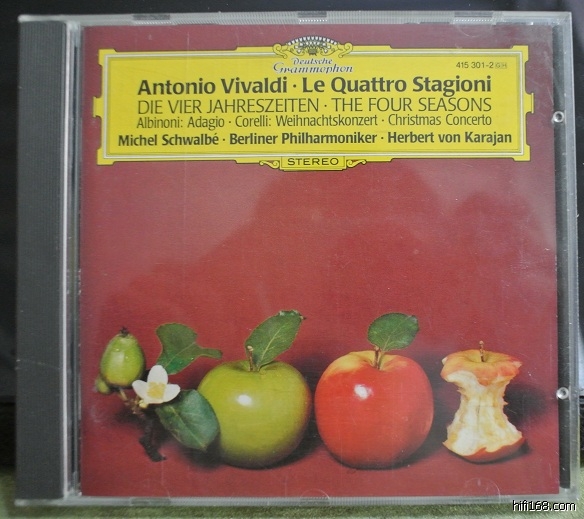 Deutsche
Grammophon
415 301-2 GH
Antonio Vivaldi · Le Quattro Stagioni
DIE VIER JAHRESZEITEN · THE FOUR SEASONS
Albinoni: Adagio · Corelli: Weihnachtskonzert · Christmas Concerto
Michel Schwalbé · Berliner Philharmoniker · Herbert von Karajan
STEREO
hifi168.com